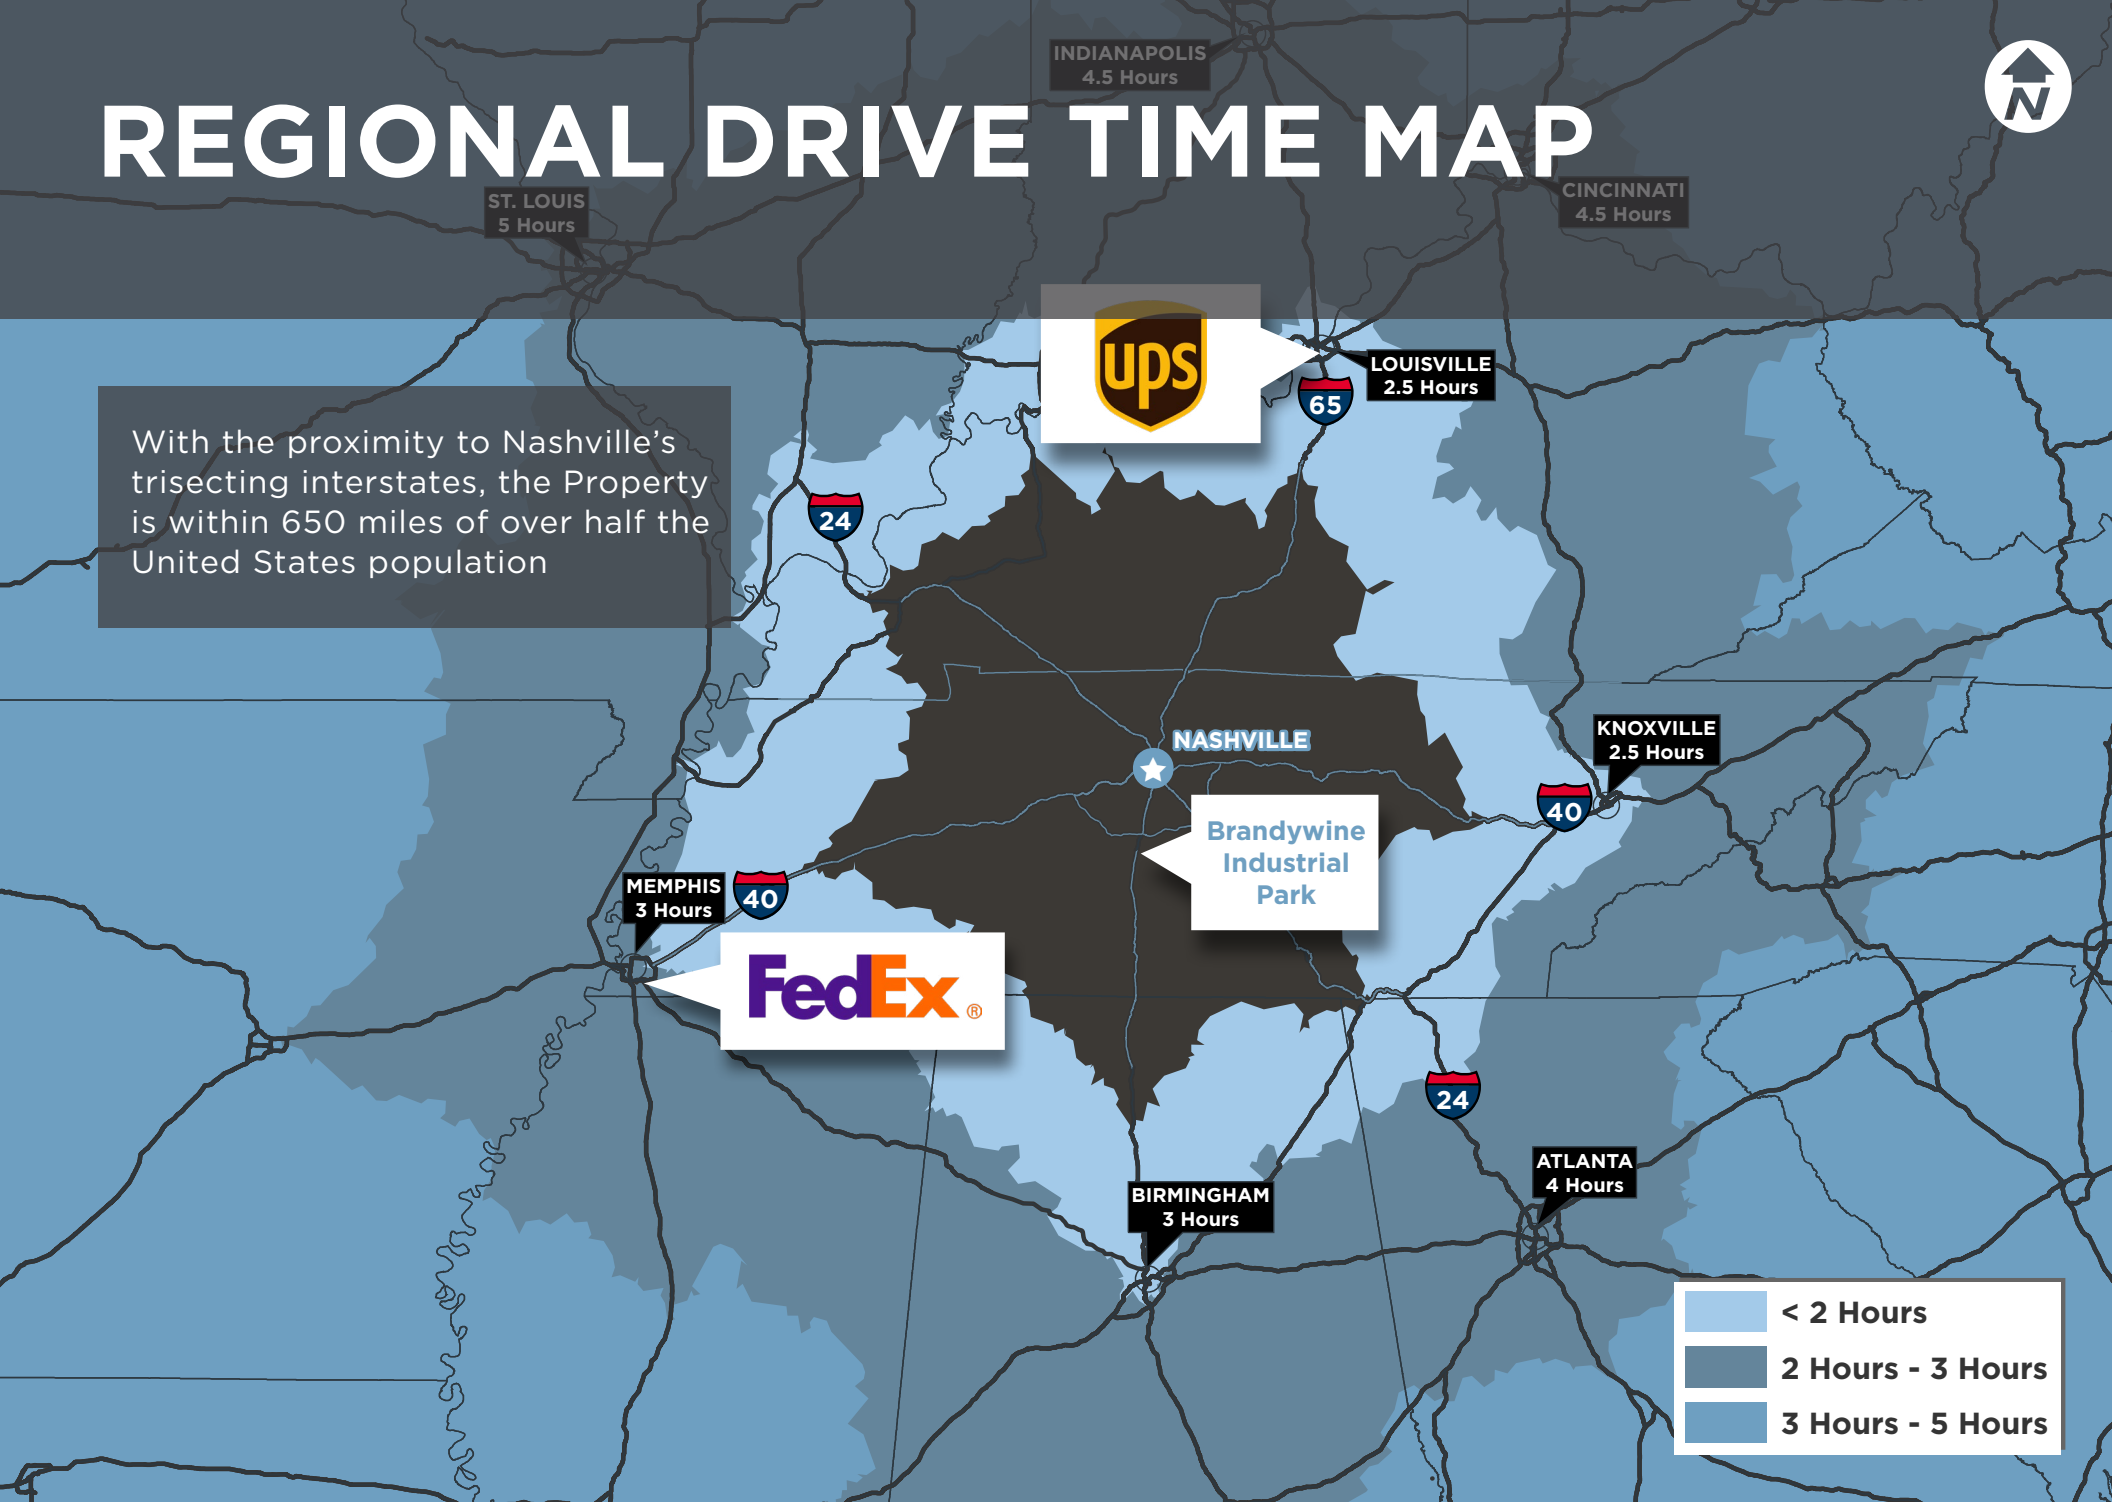 INDIANAPOLIS
4.5 Hours
N
REGIONAL DRIVE TIME MAP
ST. LOUIS
5 Hours
CINCINNATI
4.5 Hours
ups
LOUISVILLE
2.5 Hours
65
With the proximity to Nashville’s
trisecting interstates, the Property
is within 650 miles of over half the
United States population
24
NASHVILLE
KNOXVILLE
2.5 Hours
40
Brandywine
Industrial
Park
MEMPHIS
3 Hours
40
FedEx®
24
ATLANTA
4 Hours
BIRMINGHAM
3 Hours
< 2 Hours
2 Hours - 3 Hours
3 Hours - 5 Hours